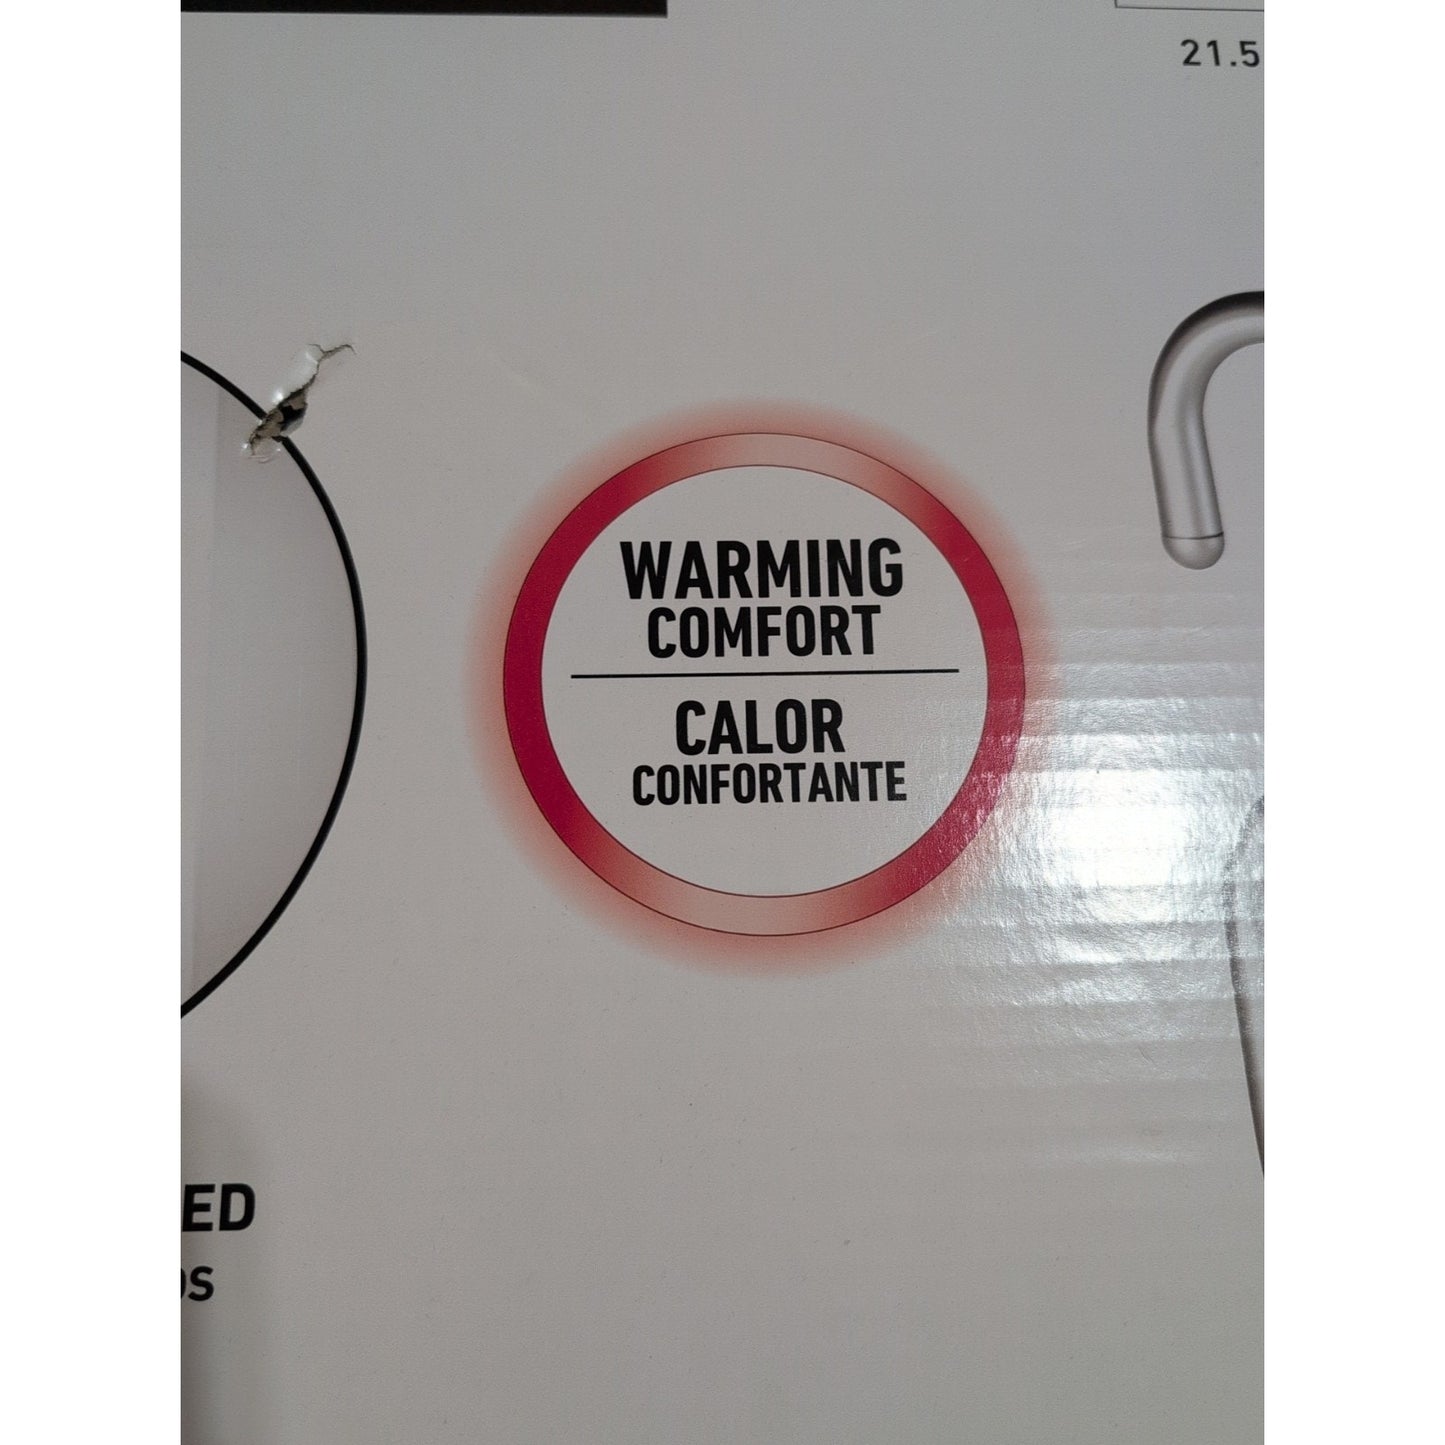 21.5
WARMING
COMFORT
CALOR
CONFORTANTE
ED
OS